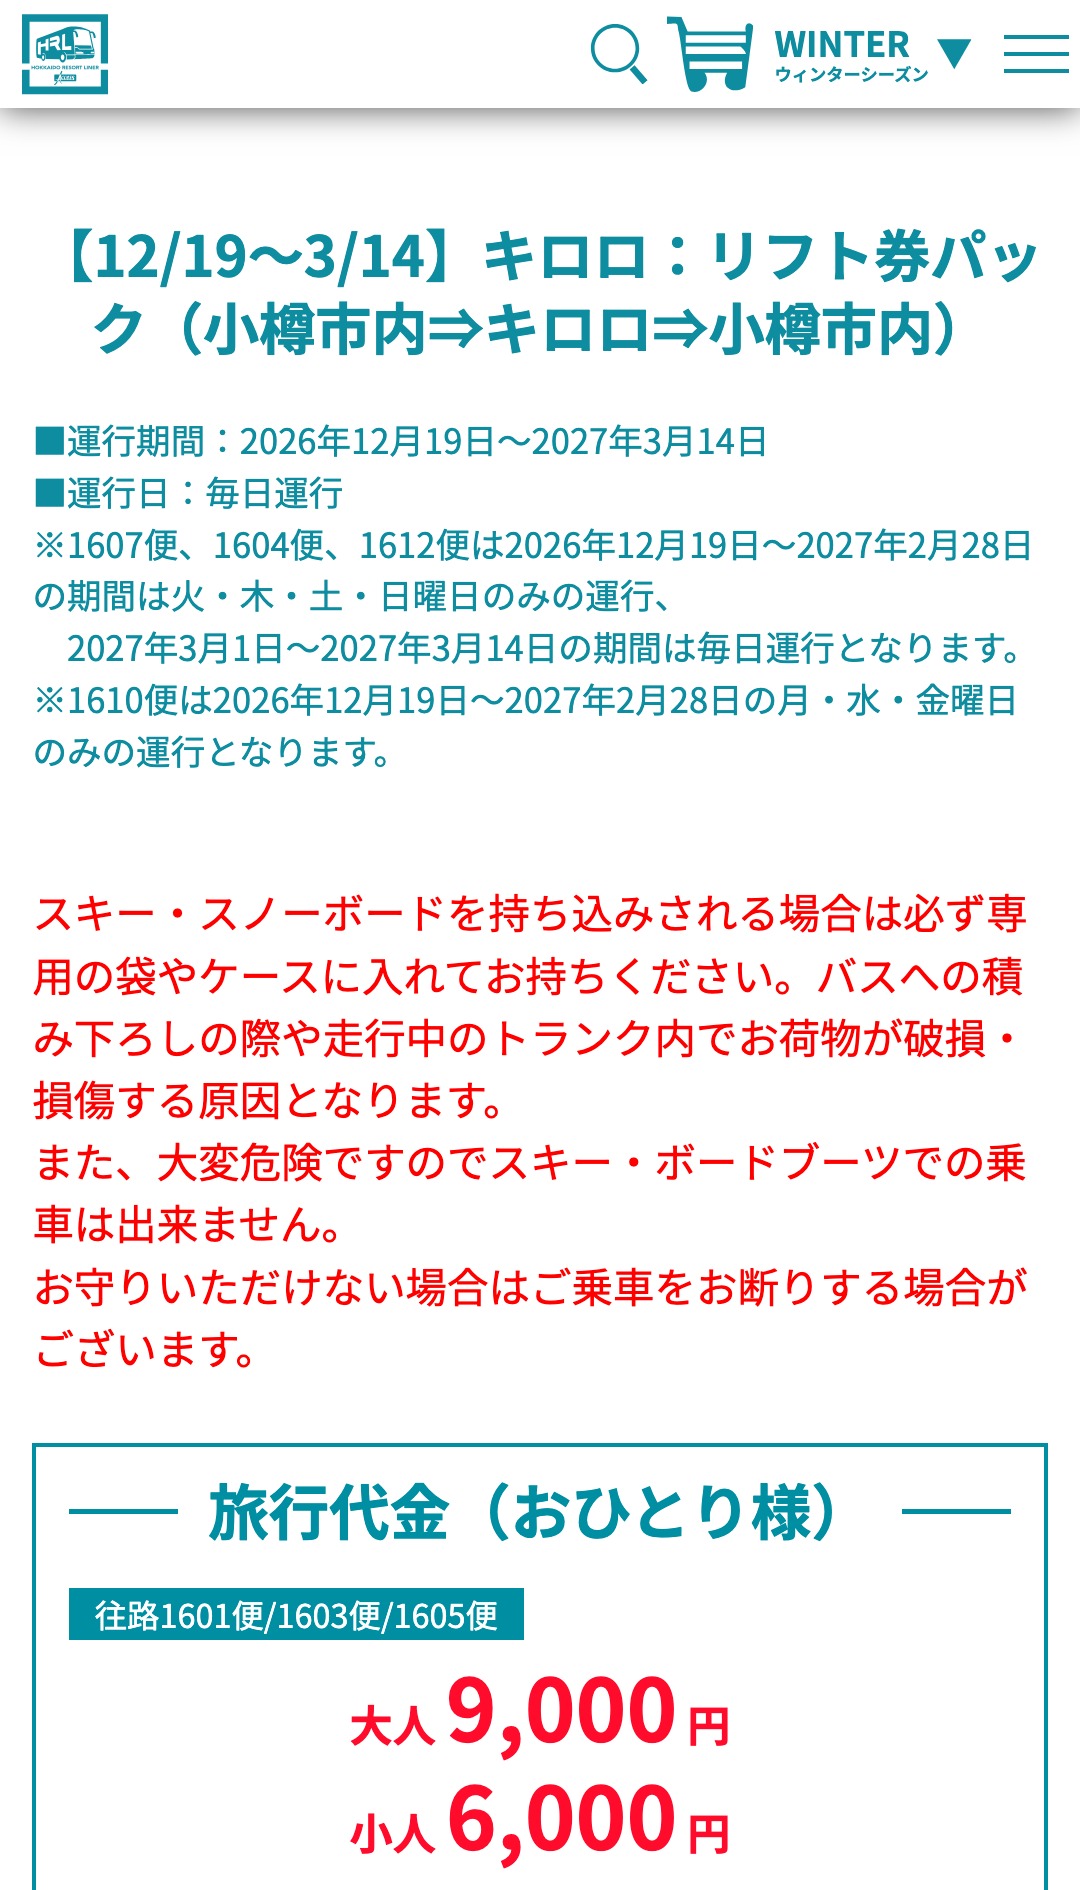 HRL
HOKKAIDO RESORT LINER
WINTER
ウィンターシーズン
【12/19〜3/14】キロロ：リフト券パッ
ク（小樽市内⇒キロロ⇒小樽市内）
■運行期間：2026年12月19日〜2027年3月14日
■運行日：毎日運行
※1607便、1604便、1612便は2026年12月19日〜2027年2月28日
の期間は火・木・土・日曜日のみの運行、
　2027年3月1日〜2027年3月14日の期間は毎日運行となります。
※1610便は2026年12月19日〜2027年2月28日の月・水・金曜日
のみの運行となります。
スキー・スノーボードを持ち込みされる場合は必ず専
用の袋やケースに入れてお持ちください。バスへの積
み下ろしの際や走行中のトランク内でお荷物が破損・
損傷する原因となります。
また、大変危険ですのでスキー・ボードブーツでの乗
車は出来ません。
お守りいただけない場合はご乗車をお断りする場合が
ございます。
旅行代金（おひとり様）
往路1601便/1603便/1605便
大人 9,000 円
小人 6,000 円